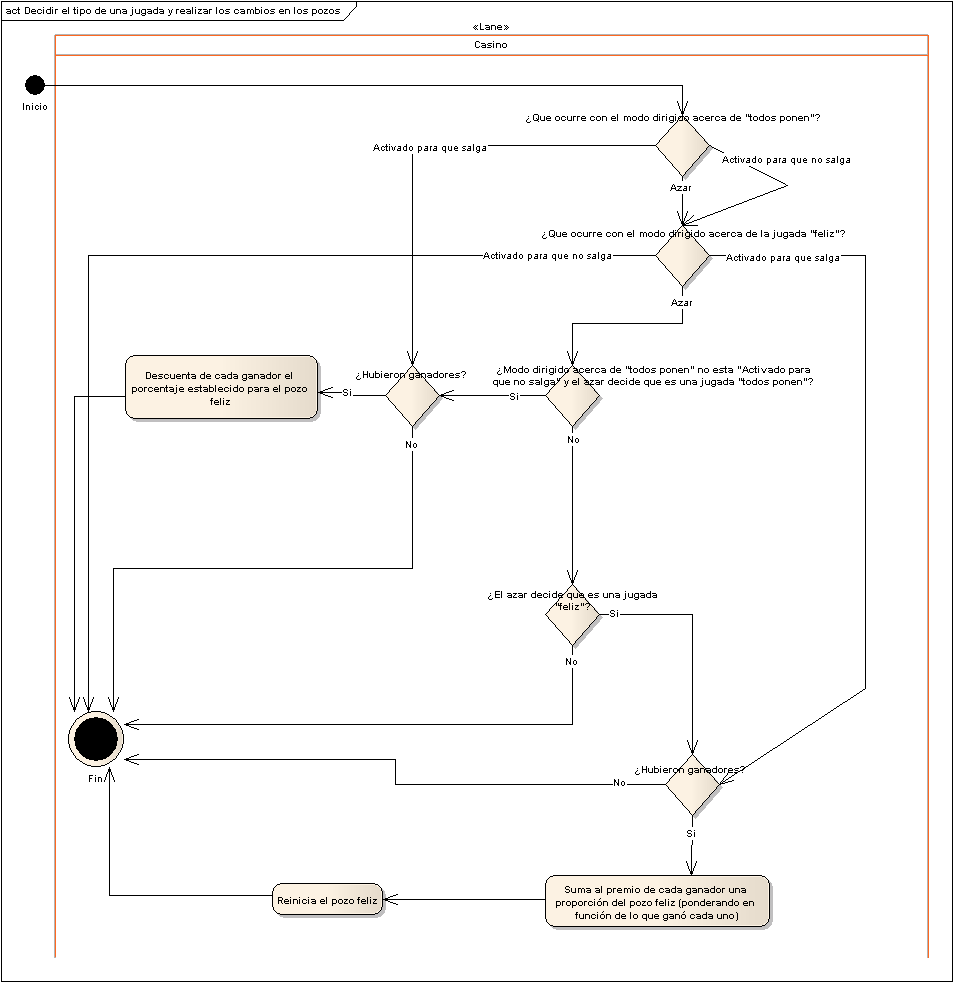 act Decidir el tipo de una jugada y realizar los cambios en los pozos
«Lane»
Casino
Inicio
¿Que ocurre con el modo dirigido acerca de "todos ponen"?
Activado para que salga
Activado para que no salga
Azar
¿Que ocurre con el modo dirigido acerca de la jugada "feliz"?
Activado para que no salga
Activado para que salga
Azar
Descuenta de cada ganador el
porcentaje establecido para el pozo
feliz
Si
¿Hubieron ganadores?
No
Si
¿Modo dirigido acerca de "todos ponen" no esta "Activado para
que no salga" y el azar decide que es una jugada "todos ponen"?
No
¿El azar decide que es una jugada
"feliz"?
Si
No
Fin
¿Hubieron ganadores?
No
Si
Reinicia el pozo feliz
Suma al premio de cada ganador una
proporción del pozo feliz (ponderando en
función de lo que ganó cada uno)